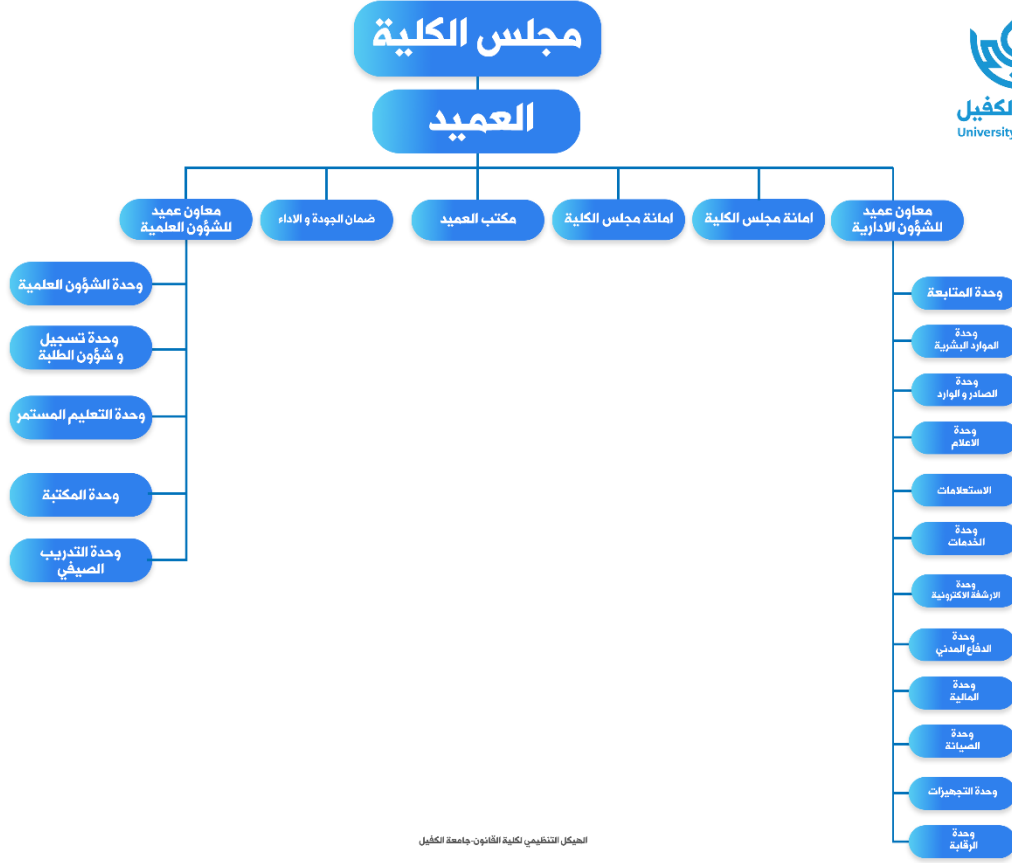 مجلس الكلية
العميد
لكفيل
University
معاون عميد
للشؤون الادارية
امانة مجلس الكلية
امانة مجلس الكلية
مكتب العميد
ضمان الجودة و الاداء
معاون عميد
للشؤون العلمية
وحدة المتابعة
وحدة
الموارد البشرية
وحدة
الصادر و الوارد
وحدة
الاعلام
الاستعلامات
وحدة
الخدمات
وحدة
الارشفة الاكترونية
وحدة
الدفاع المدني
وحدة
المالية
وحدة
الصيانة
وحدة التجهيزات
وحدة
الرقابة
وحدة الشؤون العلمية
وحدة تسجيل
و شؤون الطلبة
وحدة التعليم المستمر
وحدة المكتبة
وحدة التدريب
الصيفي
الهيكل التنظيمي لكلية القانون-جامعة الكفيل